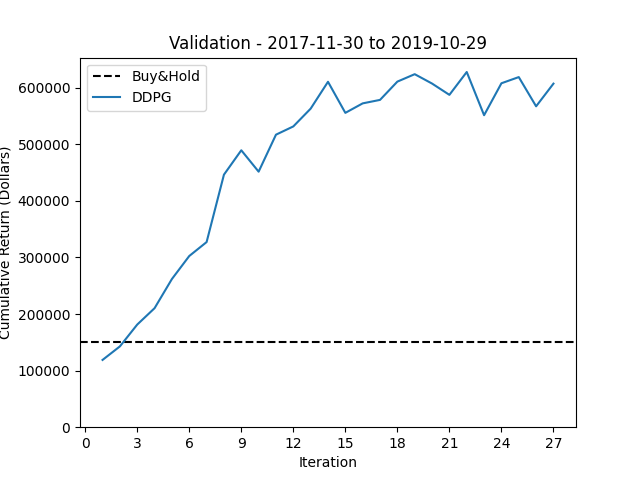 Validation - 2017-11-30 to 2019-10-29
Buy&Hold
DDPG
600000
500000
400000
300000
200000
100000
0
Cumulative Return (Dollars)
0 3 6 9 12 15 18 21 24 27
Iteration